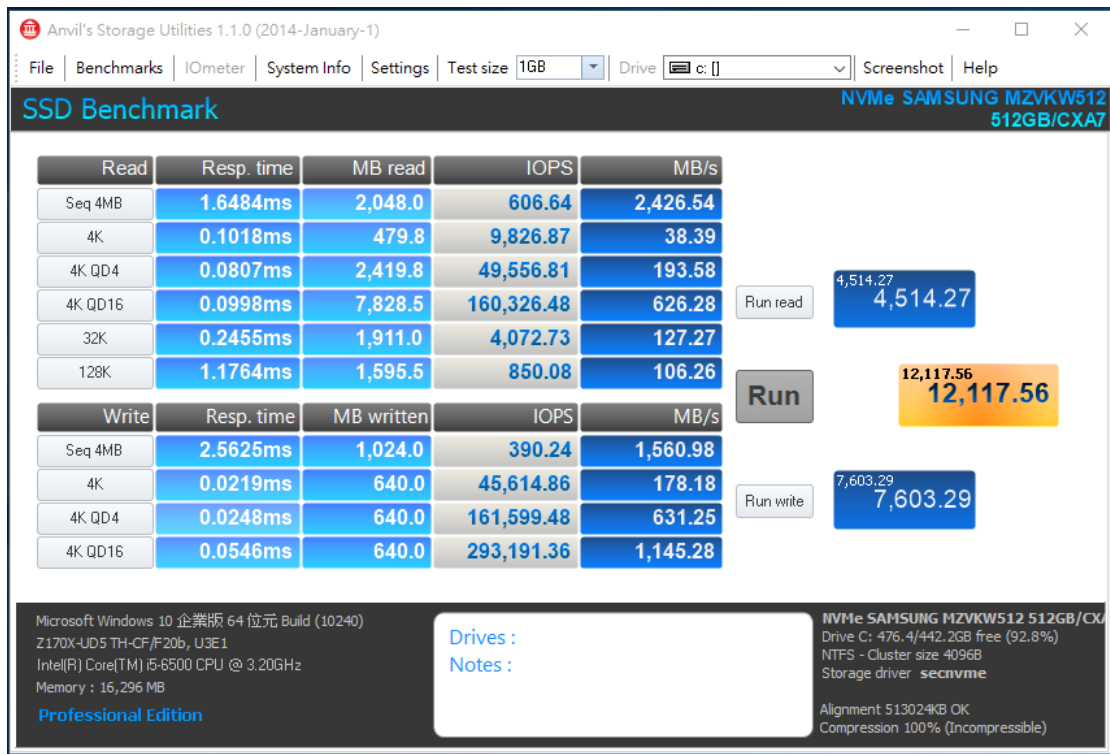 Anvil's Storage Utilities 1.1.0 (2014-January-1)
File Benchmarks IOmeter System Info Settings Test size 1GB Drive c: [] Screenshot Help
SSD Benchmark
NVMe SAMSUNG MZVKW512
512GB/CXA7
Read Resp. time MB read IOPS MB/s
Seq 4MB 1.6484ms 2,048.0 606.64 2,426.54
4K 0.1018ms 479.8 9,826.87 38.39
4K QD4 0.0807ms 2,419.8 49,556.81 193.58
4K QD16 0.0998ms 7,828.5 160,326.48 626.28
32K 0.2455ms 1,911.0 4,072.73 127.27
128K 1.1764ms 1,595.5 850.08 106.26
Run read
4,514.27
4,514.27
Run
12,117.56
12,117.56
Write Resp. time MB written IOPS MB/s
Seq 4MB 2.5625ms 1,024.0 390.24 1,560.98
4K 0.0219ms 640.0 45,614.86 178.18
4K QD4 0.0248ms 640.0 161,599.48 631.25
4K QD16 0.0546ms 640.0 293,191.36 1,145.28
Run write
7,603.29
7,603.29
Microsoft Windows 10 企業版 64 位元 Build (10240)
Z170X-UD5 TH-CF/F20b, U3E1
Intel(R) Core(TM) i5-6500 CPU @ 3.20GHz
Memory : 16,296 MB
Professional Edition
Drives :
Notes :
NVMe SAMSUNG MZVKW512 512GB/CX
Drive C: 476.4/442.2GB free (92.8%)
NTFS - Cluster size 4096B
Storage driver secnvme
Alignment 513024KB OK
Compression 100% (Incompressible)